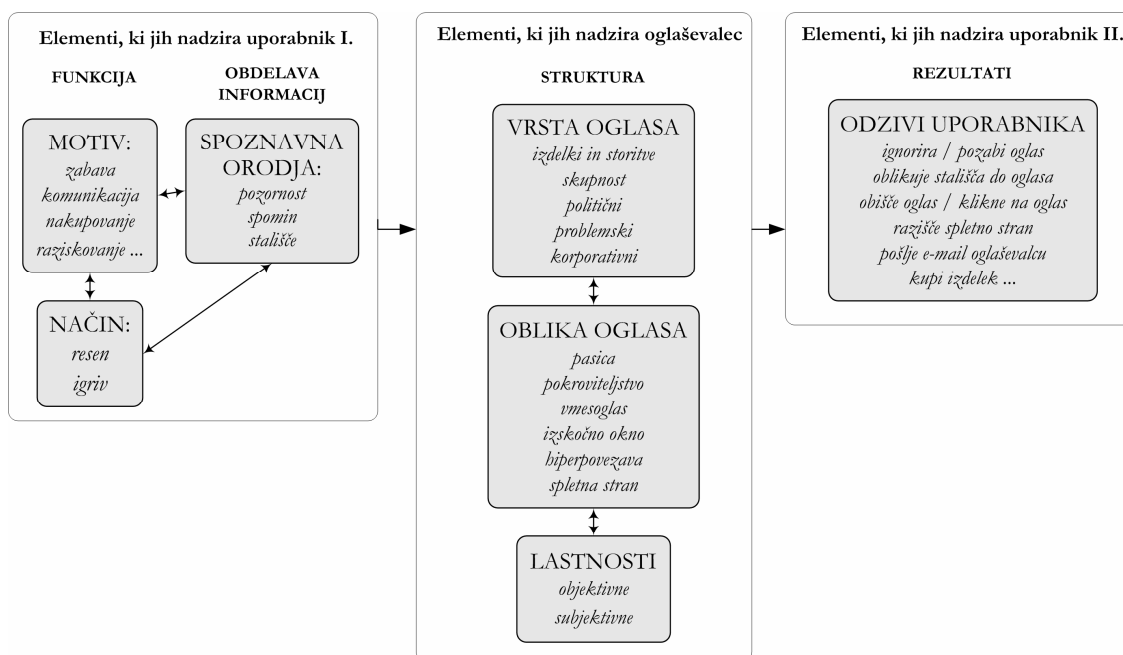 Elementi, ki jih nadzira uporabnik I.
FUNKCIJA
OBDELAVA
INFORMACIJ
MOTIV:
zabava
komunikacija
nakupovanje
raziskovanje ...
SPOZNAVNA
ORODJA:
pozornost
spomin
stališče
NAČIN:
resen
igriv
Elementi, ki jih nadzira oglaševalec
STRUKTURA
VRSTA OGLASA
izdelki in storitve
skupnost
politični
problemski
korporativni
OBLIKA OGLASA
pasica
pokroviteljstvo
vmesoglas
izskočno okno
hiperpovezava
spletna stran
LASTNOSTI
objektivne
subjektivne
Elementi, ki jih nadzira uporabnik II.
REZULTATI
ODZIVI UPORABNIKA
ignorira / pozabi oglas
oblikuje stališča do oglasa
obišče oglas / klikne na oglas
razišče spletno stran
pošlje e-mail oglaševalcu
kupi izdelek ...